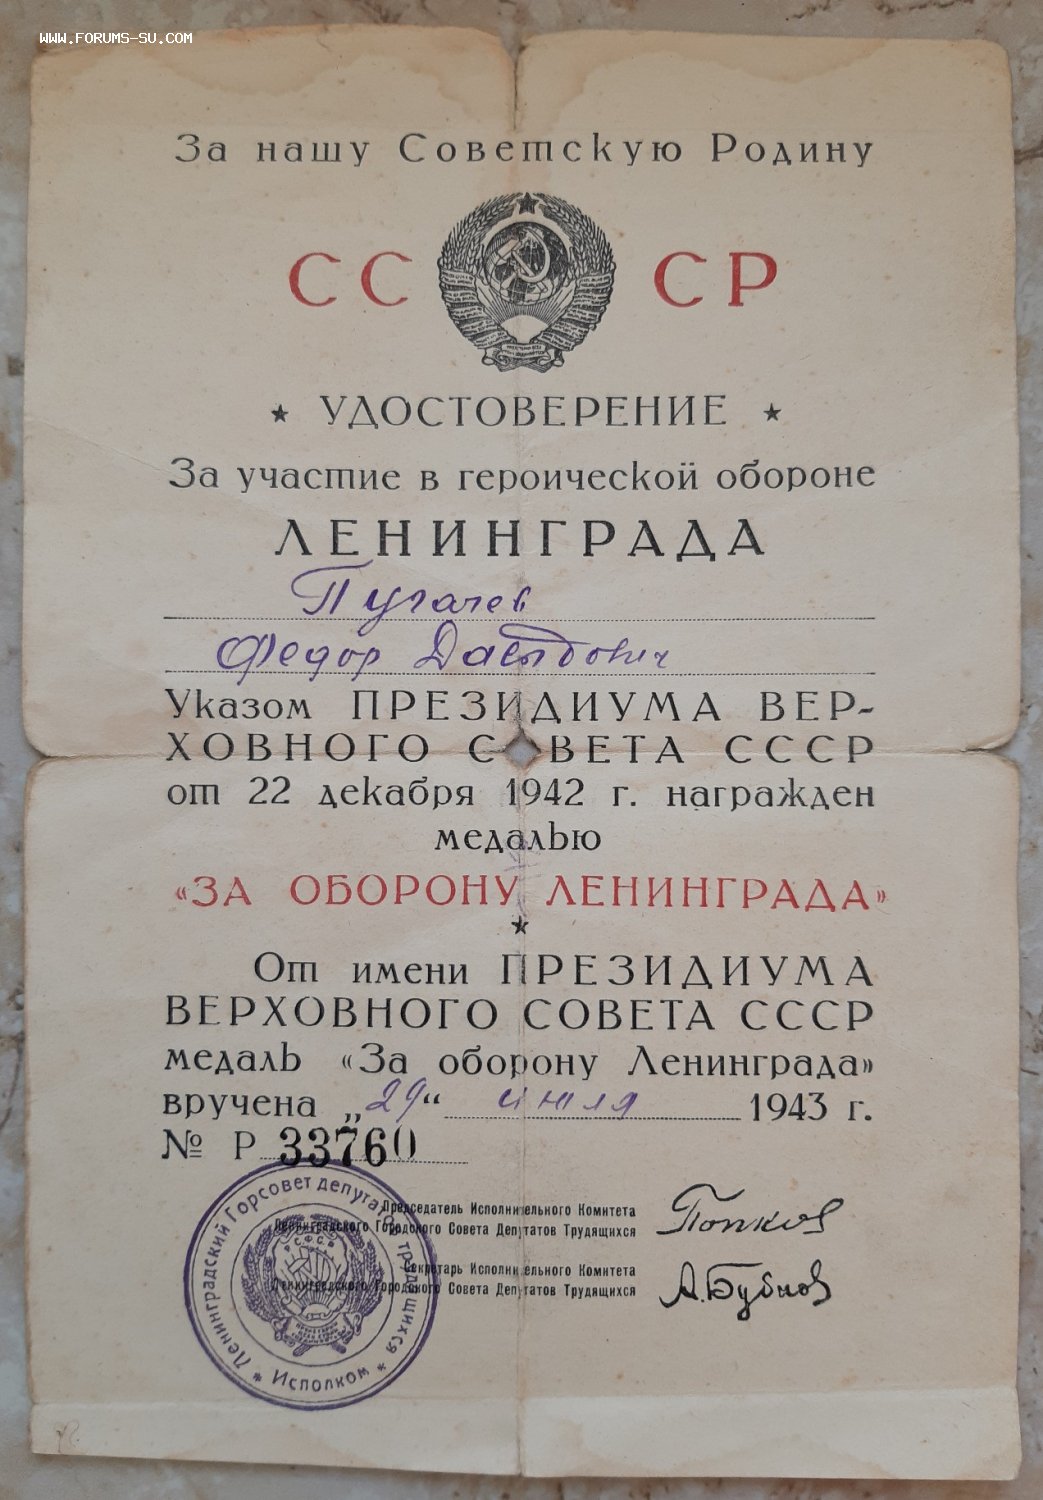 WWW.FORUMS-SU.COM
За нашу Советскую Родину
СССР
★ УДОСТОВЕРЕНИЕ ★
За участие в героической обороне
ЛЕНИНГРАДА
Пугачев
Федор Давыдович
Указом ПРЕЗИДИУМА ВЕР-
ХОВНОГО СОВЕТА СССР
от 22 декабря 1942 г. награжден
медалью
«ЗА ОБОРОНУ ЛЕНИНГРАДА»
★
От имени ПРЕЗИДИУМА
ВЕРХОВНОГО СОВЕТА СССР
медаль «За оборону Ленинграда»
вручена „29“ июля 1943 г.
№ Р 33760
Председатель Исполнительного Комитета
Ленинградского Городского Совета Депутатов Трудящихся
Попков
Секретарь Исполнительного Комитета
Ленинградского Городского Совета Депутатов Трудящихся
А. Бубнов
Ленинградский Горсовет депутатов трудящихся
* Исполком *
РСФСР